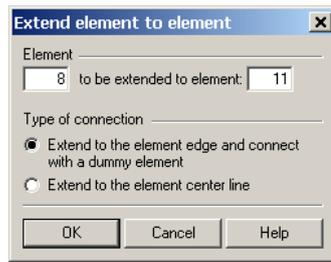 Extend element to element
Element
8 to be extended to element: 11
Type of connection
Extend to the element edge and connect
with a dummy element
Extend to the element center line
OK Cancel Help